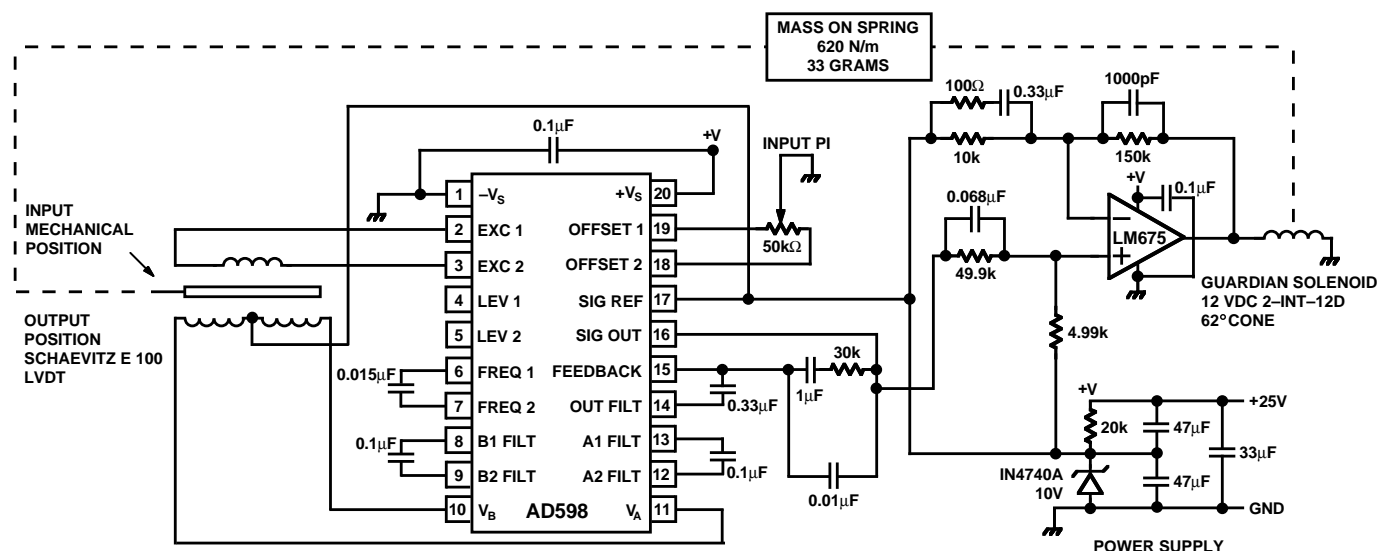 MASS ON SPRING
620 N/m
33 GRAMS
100Ω
0.33µF
1000pF
10k
150k
0.1µF
+V
INPUT PI
50kΩ
+V
0.1µF
LM675
0.068µF
49.9k
4.99k
GUARDIAN SOLENOID
12 VDC 2–INT–12D
62° CONE
INPUT
MECHANICAL
POSITION
OUTPUT
POSITION
SCHAEVITZ E 100
LVDT
1 –VS
2 EXC 1
3 EXC 2
4 LEV 1
5 LEV 2
6 FREQ 1
7 FREQ 2
8 B1 FILT
9 B2 FILT
10 VB
AD598
+VS 20
OFFSET 1 19
OFFSET 2 18
SIG REF 17
SIG OUT 16
FEEDBACK 15
OUT FILT 14
A1 FILT 13
A2 FILT 12
VA 11
0.015µF
0.1µF
0.33µF
0.1µF
1µF
30k
0.01µF
+V
20k
47µF
47µF
33µF
+25V
GND
IN4740A
10V
POWER SUPPLY